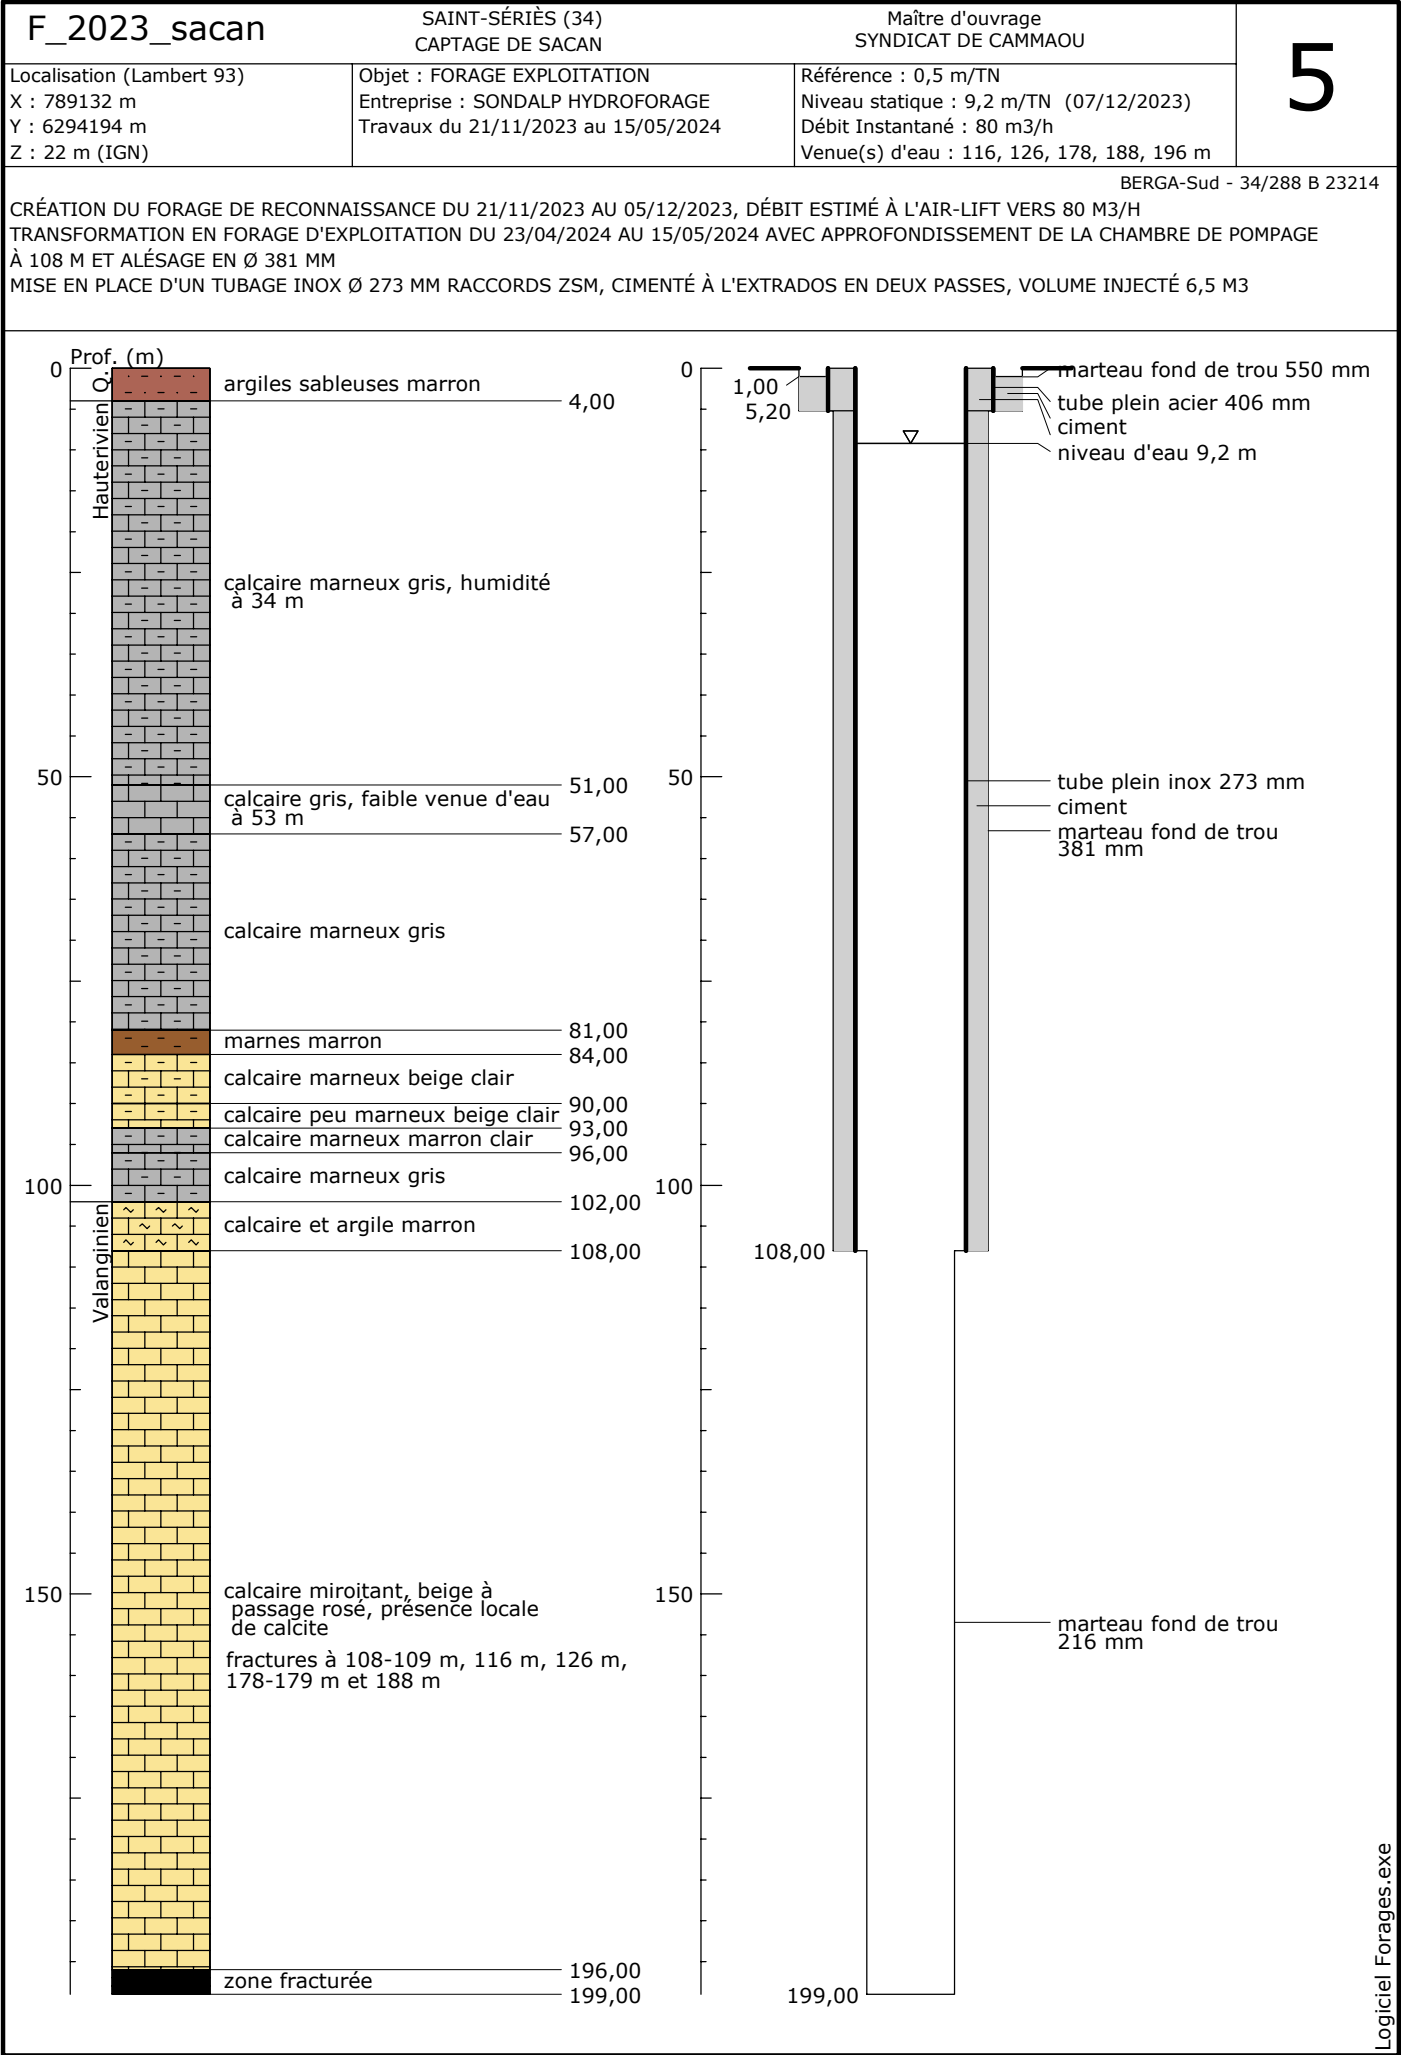 F_2023_sacan
SAINT-SÉRIÈS (34)
CAPTAGE DE SACAN
Maître d'ouvrage
SYNDICAT DE CAMMAOU
5
Localisation (Lambert 93)
X : 789132 m
Y : 6294194 m
Z : 22 m (IGN)
Objet : FORAGE EXPLOITATION
Entreprise : SONDALP HYDROFORAGE
Travaux du 21/11/2023 au 15/05/2024
Référence : 0,5 m/TN
Niveau statique : 9,2 m/TN  (07/12/2023)
Débit Instantané : 80 m3/h
Venue(s) d'eau : 116, 126, 178, 188, 196 m
BERGA-Sud - 34/288 B 23214
CRÉATION DU FORAGE DE RECONNAISSANCE DU 21/11/2023 AU 05/12/2023, DÉBIT ESTIMÉ À L'AIR-LIFT VERS 80 M3/H
TRANSFORMATION EN FORAGE D'EXPLOITATION DU 23/04/2024 AU 15/05/2024 AVEC APPROFONDISSEMENT DE LA CHAMBRE DE POMPAGE
À 108 M ET ALÉSAGE EN Ø 381 MM
MISE EN PLACE D'UN TUBAGE INOX Ø 273 MM RACCORDS ZSM, CIMENTÉ À L'EXTRADOS EN DEUX PASSES, VOLUME INJECTÉ 6,5 M3
Prof. (m)
0
50
100
150
Q.
Hauterivien
Valanginien
argiles sableuses marron
4,00
calcaire marneux gris, humidité
à 34 m
51,00
calcaire gris, faible venue d'eau
à 53 m
57,00
calcaire marneux gris
81,00
marnes marron
84,00
calcaire marneux beige clair
90,00
calcaire peu marneux beige clair
93,00
calcaire marneux marron clair
96,00
calcaire marneux gris
102,00
calcaire et argile marron
108,00
calcaire miroitant, beige à
passage rosé, présence locale
de calcite
fractures à 108-109 m, 116 m, 126 m,
178-179 m et 188 m
196,00
zone fracturée
199,00
0
50
100
150
1,00
5,20
108,00
199,00
marteau fond de trou 550 mm
tube plein acier 406 mm
ciment
niveau d'eau 9,2 m
tube plein inox 273 mm
ciment
marteau fond de trou
381 mm
marteau fond de trou
216 mm
Logiciel Forages.exe